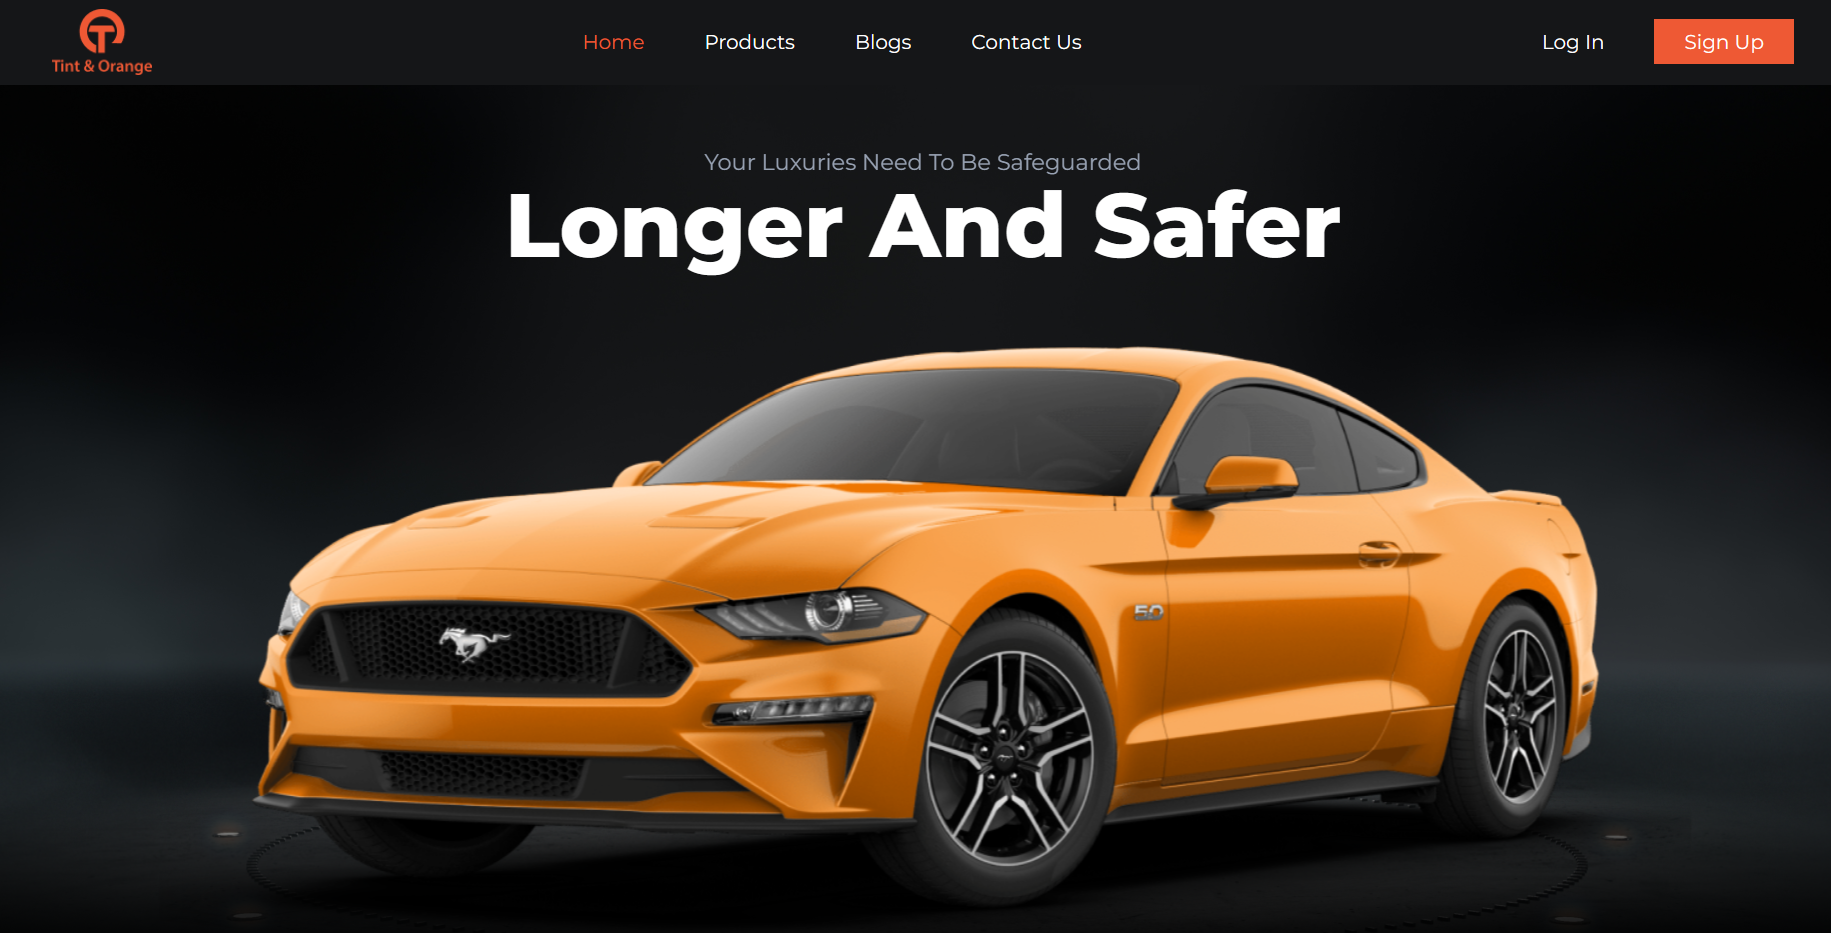 Tint & Orange
Home
Products
Blogs
Contact Us
Log In
Sign Up
Your Luxuries Need To Be Safeguarded
Longer And Safer
5.0